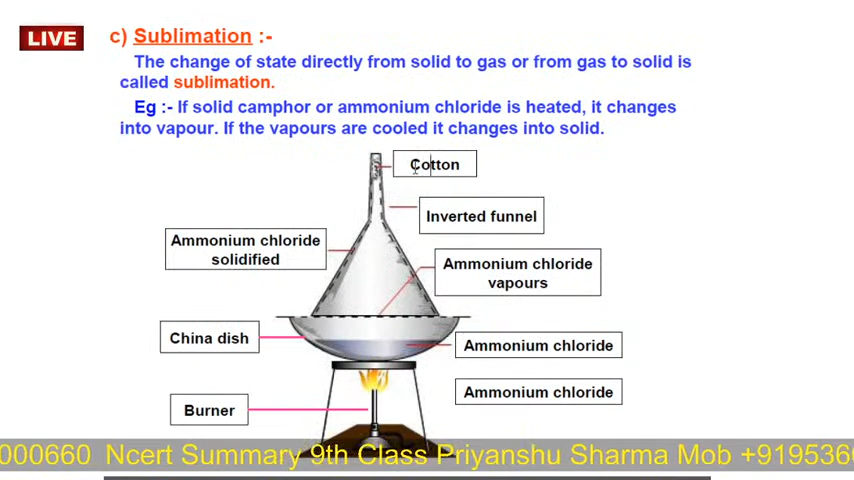 LIVE
c) Sublimation :-
The change of state directly from solid to gas or from gas to solid is
called sublimation.
Eg :- If solid camphor or ammonium chloride is heated, it changes
into vapour. If the vapours are cooled it changes into solid.
Cotton
Inverted funnel
Ammonium chloride
solidified
Ammonium chloride
vapours
China dish
Ammonium chloride
Ammonium chloride
Burner
000660 Ncert Summary 9th Class Priyanshu Sharma Mob +9195360